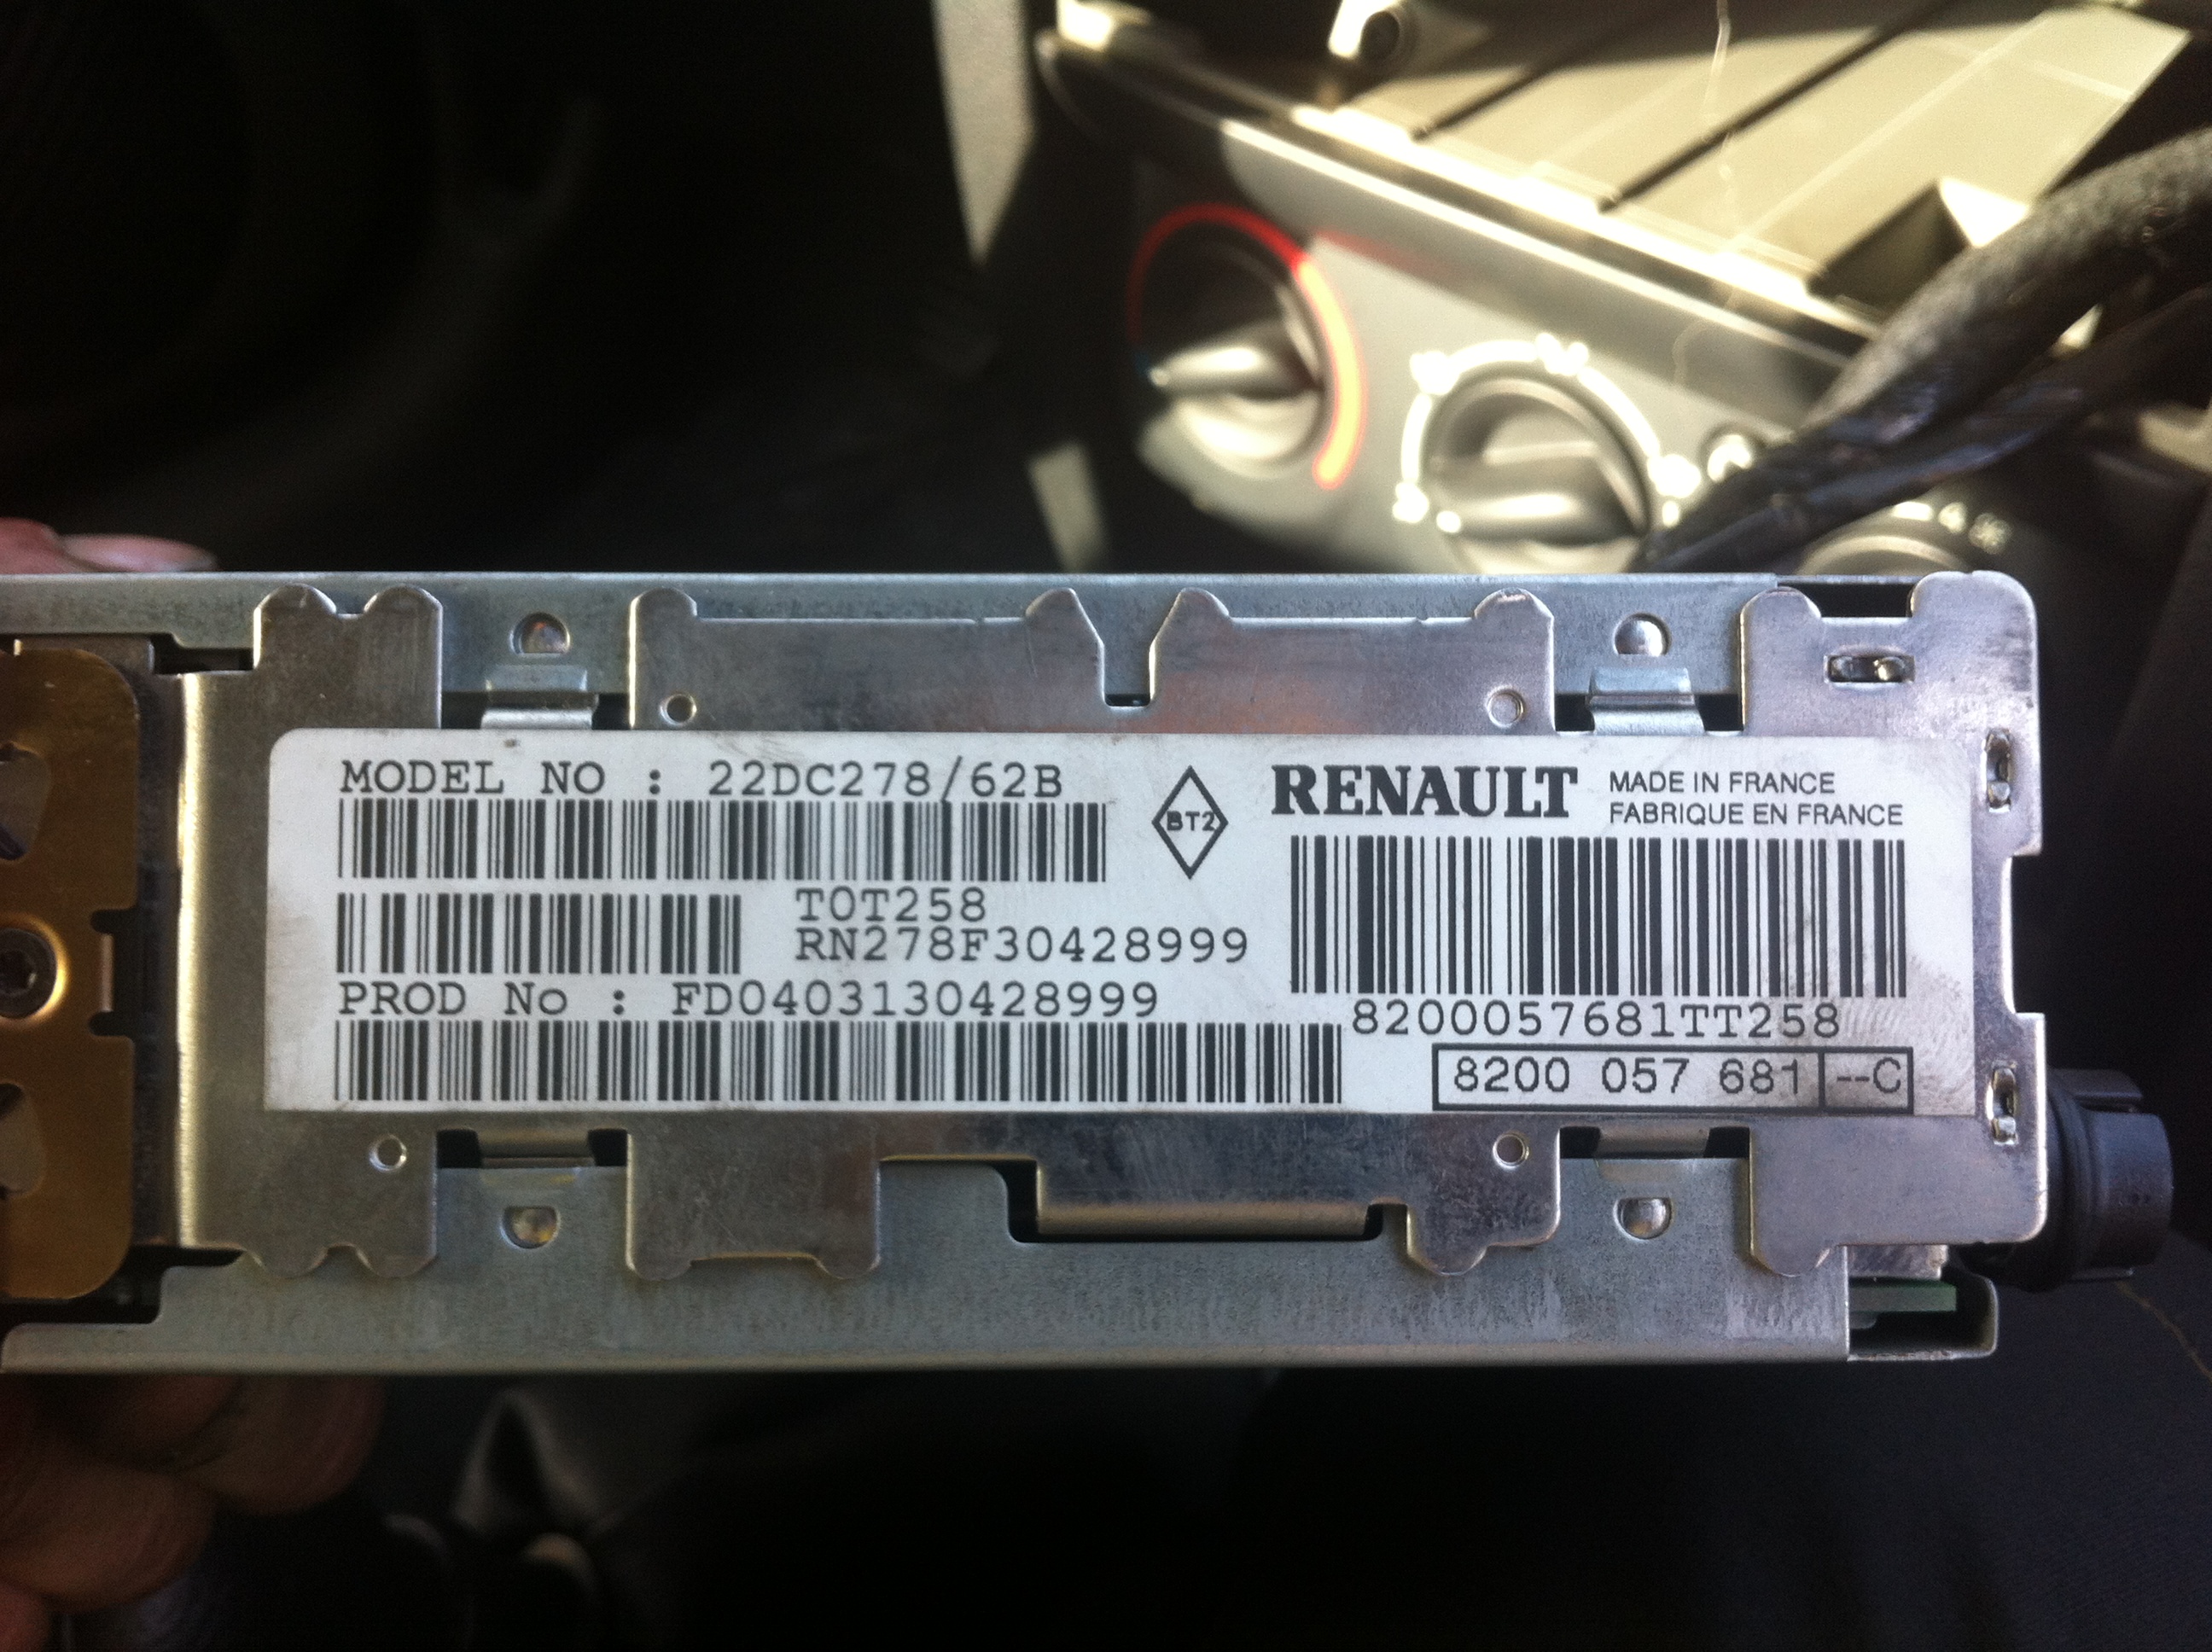 MODEL NO : 22DC278/62B
BT2
RENAULT
MADE IN FRANCE
FABRIQUE EN FRANCE
T0T258
RN278F30428999
PROD No : FD0403130428999
8200057681TT258
8200 057 681 --C